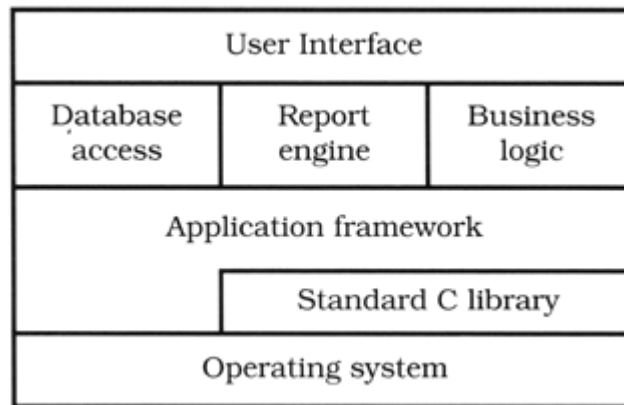 User Interface
Database
access
Report
engine
Business
logic
Application framework
Standard C library
Operating system